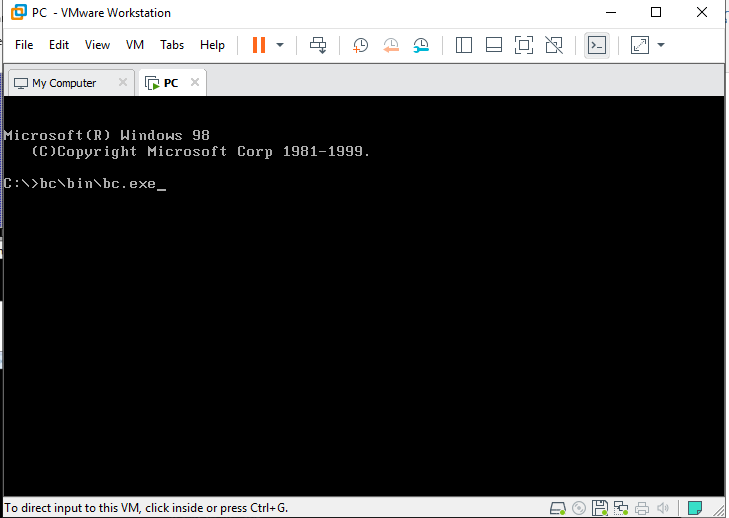 PC - VMware Workstation
File Edit View VM Tabs Help
My Computer
PC
Microsoft(R) Windows 98
(C)Copyright Microsoft Corp 1981-1999.
C:\>bc\bin\bc.exe_
To direct input to this VM, click inside or press Ctrl+G.